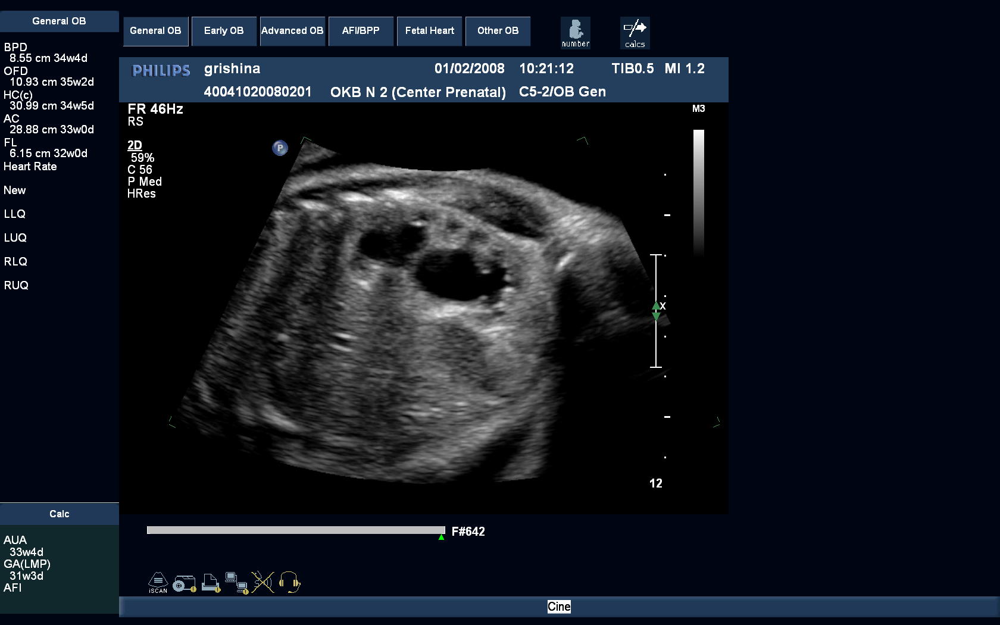 General OB
BPD
8.55 cm 34w4d
OFD
10.93 cm 35w2d
HC(c)
30.99 cm 34w5d
AC
28.88 cm 33w0d
FL
6.15 cm 32w0d
Heart Rate
New
LLQ
LUQ
RLQ
RUQ
Calc
AUA
33w4d
GA(LMP)
31w3d
AFI
General OB Early OB Advanced OB AFI/BPP Fetal Heart Other OB
number calcs
PHILIPS grishina 01/02/2008 10:21:12 TIB0.5 MI 1.2
40041020080201 OKB N 2 (Center Prenatal) C5-2/OB Gen
FR 46Hz
RS
M3
2D
59%
C 56
P Med
HRes
P
X
12
F#642
iSCAN
Cine